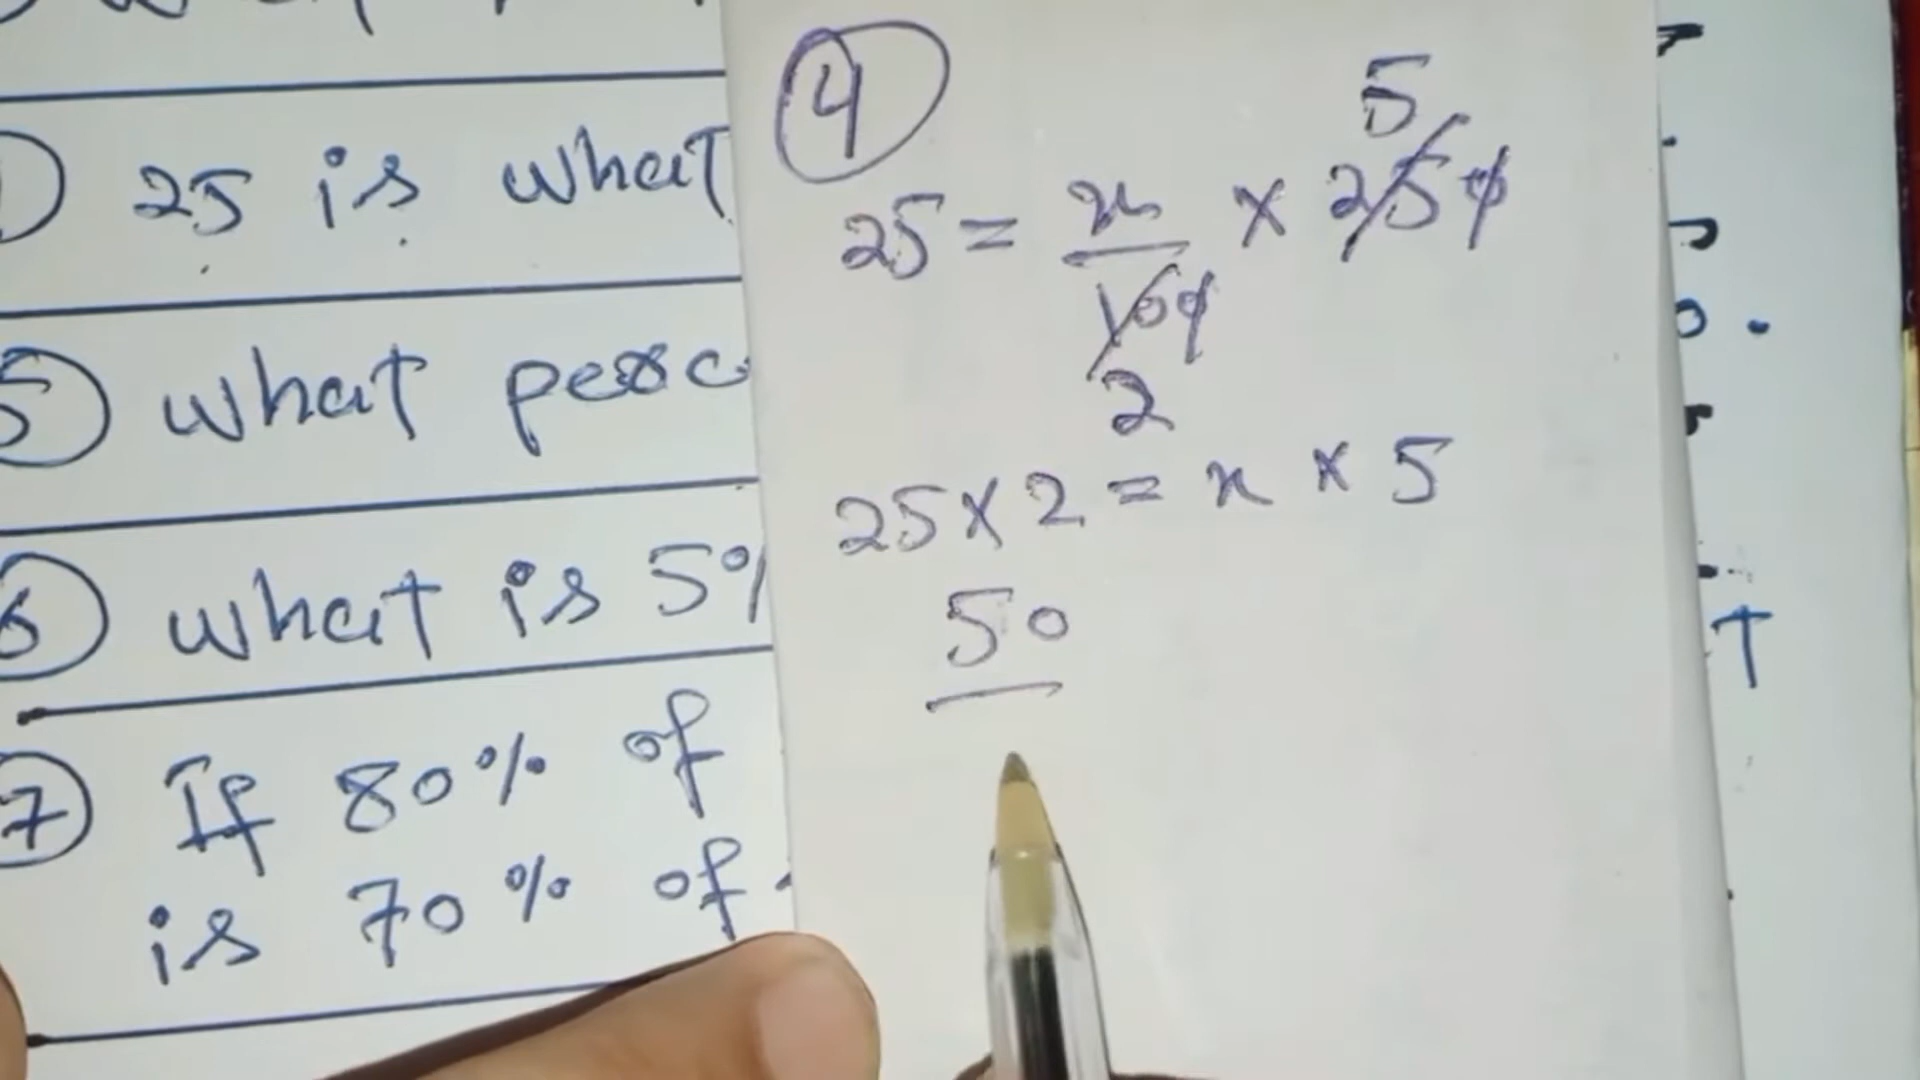 25 is what
5 what perc
6 what is 5%
7 If 80% of
is 70% of
4
5
25 = x × 250
100
2
25 × 2 = x × 5
50